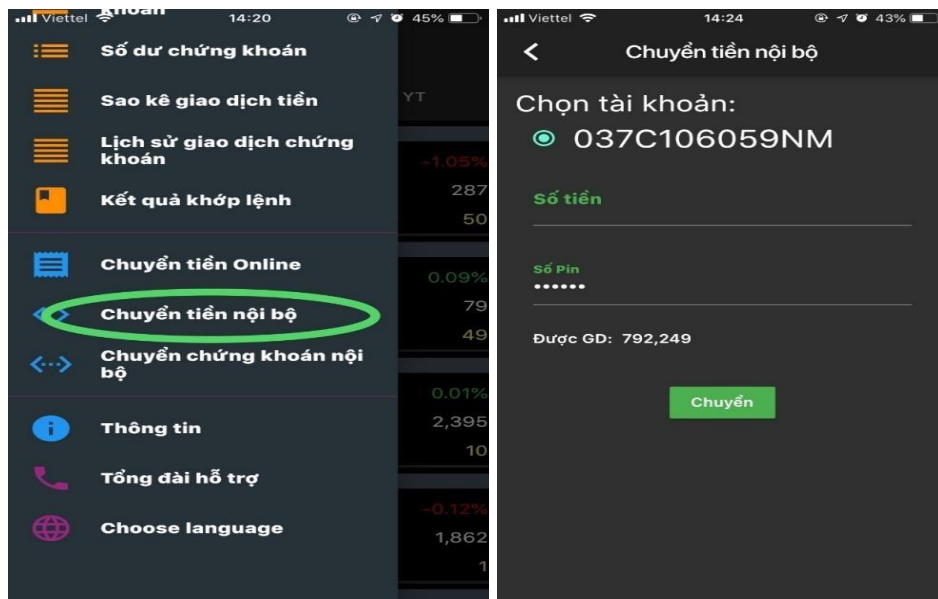 Viettel
khoản
14:20
45%
Số dư chứng khoán
Sao kê giao dịch tiền
YT
Lịch sử giao dịch chứng
khoán
-1.05%
287
Kết quả khớp lệnh
50
Chuyển tiền Online
0.09%
79
Chuyển tiền nội bộ
49
Chuyển chứng khoán nội
bộ
0.01%
Thông tin
2,395
10
Tổng đài hỗ trợ
-0.12%
Choose language
1,862
1
Viettel
14:24
43%
Chuyển tiền nội bộ
Chọn tài khoản:
037C106059NM
Số tiền
Số Pin
••••••
Được GD: 792,249
Chuyển